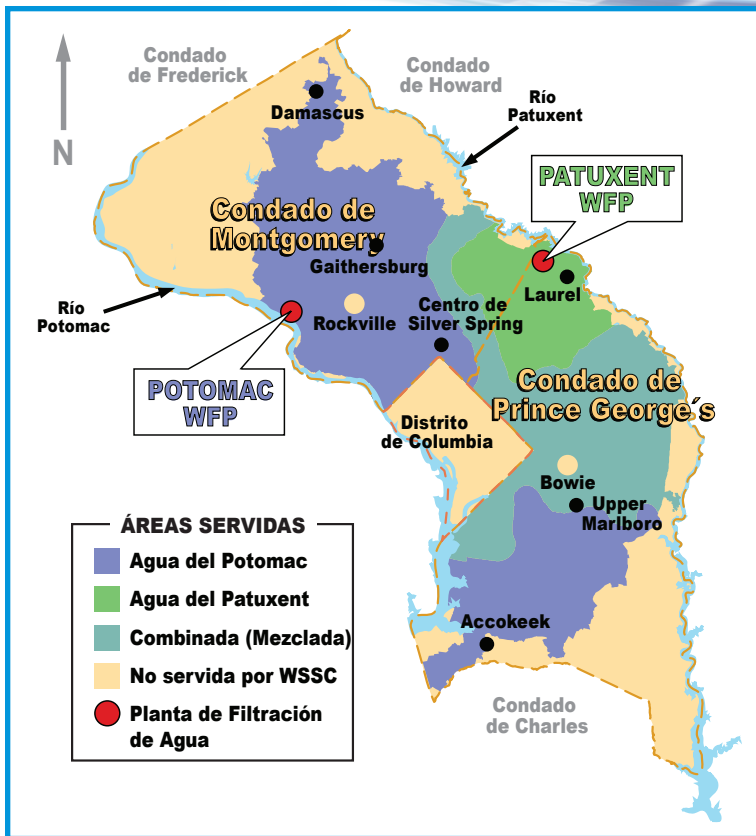 Condado
de Frederick
Condado
de Howard
N
Damascus
Río
Patuxent
PATUXENT
WFP
Condado de
Montgomery
Gaithersburg
Laurel
Río
Potomac
Rockville
Centro de
Silver Spring
POTOMAC
WFP
Condado de
Prince George´s
Distrito
de Columbia
Bowie
Upper
Marlboro
ÁREAS SERVIDAS
Agua del Potomac
Agua del Patuxent
Combinada (Mezclada)
No servida por WSSC
Planta de Filtración
de Agua
Accokeek
Condado
de Charles